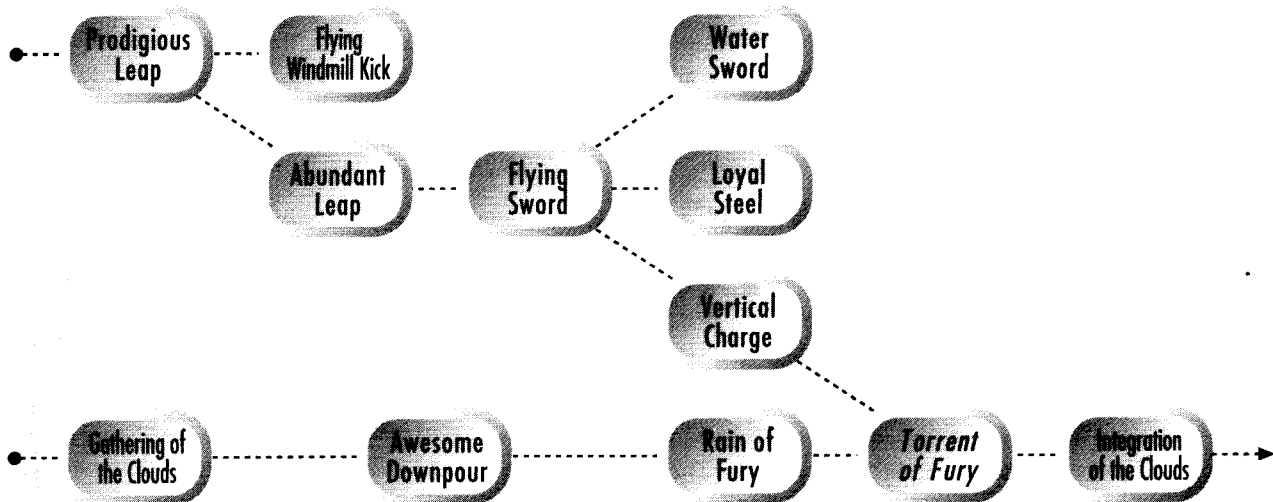 Prodigious
Leap
Flying
Windmill Kick
Water
Sword
Abundant
Leap
Flying
Sword
Loyal
Steel
Vertical
Charge
Gathering of
the Clouds
Awesome
Downpour
Rain of
Fury
Torrent
of Fury
Integration
of the Clouds